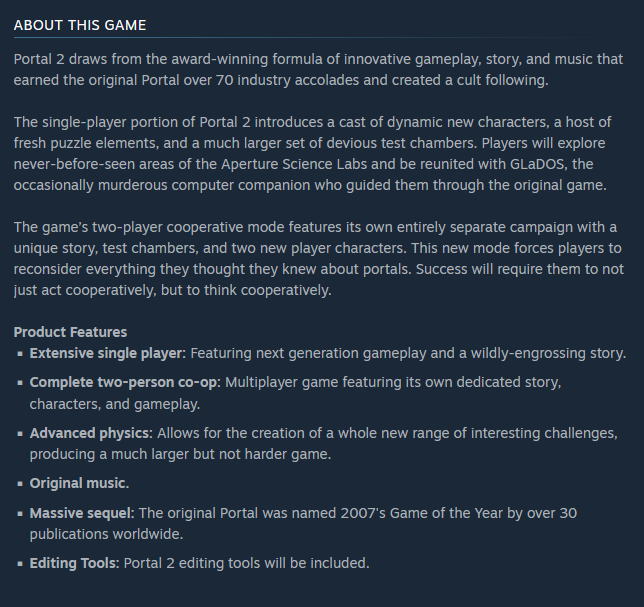 ABOUT THIS GAME
Portal 2 draws from the award-winning formula of innovative gameplay, story, and music that
earned the original Portal over 70 industry accolades and created a cult following.
The single-player portion of Portal 2 introduces a cast of dynamic new characters, a host of
fresh puzzle elements, and a much larger set of devious test chambers. Players will explore
never-before-seen areas of the Aperture Science Labs and be reunited with GLaDOS, the
occasionally murderous computer companion who guided them through the original game.
The game's two-player cooperative mode features its own entirely separate campaign with a
unique story, test chambers, and two new player characters. This new mode forces players to
reconsider everything they thought they knew about portals. Success will require them to not
just act cooperatively, but to think cooperatively.
Product Features
▪ Extensive single player: Featuring next generation gameplay and a wildly-engrossing story.
▪ Complete two-person co-op: Multiplayer game featuring its own dedicated story,
characters, and gameplay.
▪ Advanced physics: Allows for the creation of a whole new range of interesting challenges,
producing a much larger but not harder game.
▪ Original music.
▪ Massive sequel: The original Portal was named 2007's Game of the Year by over 30
publications worldwide.
▪ Editing Tools: Portal 2 editing tools will be included.